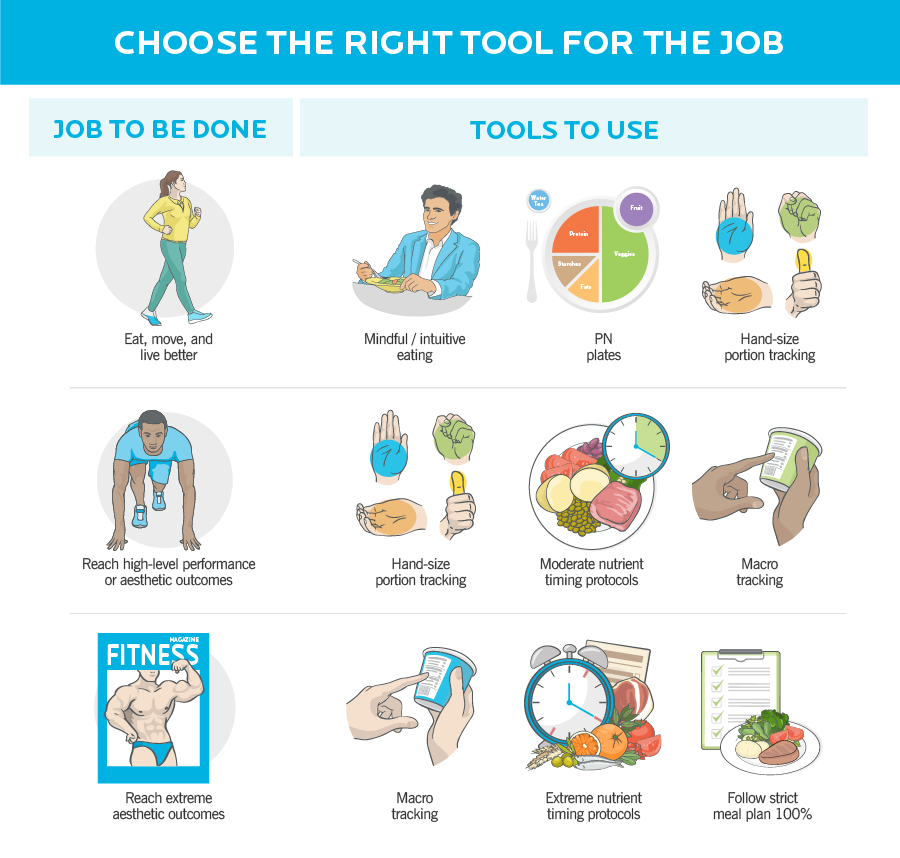 CHOOSE THE RIGHT TOOL FOR THE JOB
JOB TO BE DONE
TOOLS TO USE
Water
Tea
Fruit
Protein
Veggies
Starches
Fats
Eat, move, and
live better
Mindful / intuitive
eating
PN
plates
Hand-size
portion tracking
Reach high-level performance
or aesthetic outcomes
Hand-size
portion tracking
Moderate nutrient
timing protocols
Macro
tracking
MAGAZINE
FITNESS
Reach extreme
aesthetic outcomes
Macro
tracking
Extreme nutrient
timing protocols
Follow strict
meal plan 100%